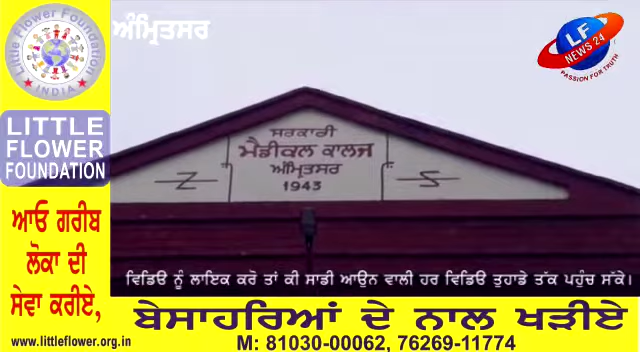 Little Flower Foundation
INDIA
LITTLE
FLOWER
FOUNDATION
ਆਓ ਗਰੀਬ
ਲੋਕਾ ਦੀ
ਸੇਵਾ ਕਰੀਏ,
www.littleflower.org.in
ਅੰਮ੍ਰਿਤਸਰ
LF
NEWS 24
PASSION FOR TRUTH
ਸਰਕਾਰੀ
ਮੈਡੀਕਲ ਕਾਲਜ
ਅੰਮ੍ਰਿਤਸਰ
1943
ਵਿਡਿਓ ਨੂੰ ਲਾਇਕ ਕਰੋ ਤਾਂ ਕੀ ਸਾਡੀ ਆਉਨ ਵਾਲੀ ਹਰ ਵਿਡਿਓ ਤੁਹਾਡੇ ਤੱਕ ਪਹੁੰਚ ਸੱਕੇ।
ਬੇਸਾਹਰਿਆਂ ਦੇ ਨਾਲ ਖੜੀਏ
M: 81030-00062, 76269-11774